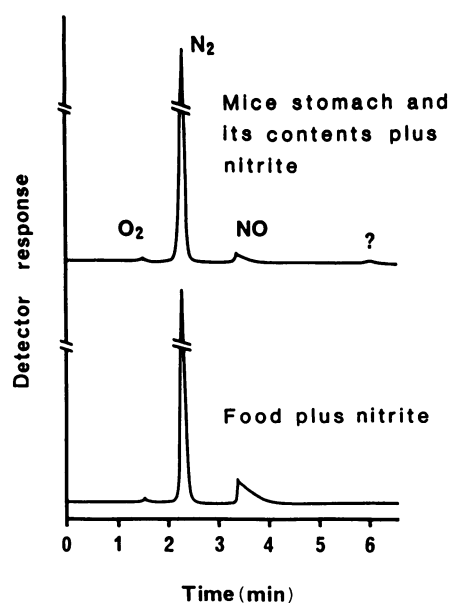 N₂
Mice stomach and
its contents plus
nitrite
O₂
NO
?
Detector response
Food plus nitrite
0 1 2 3 4 5 6
Time (min)